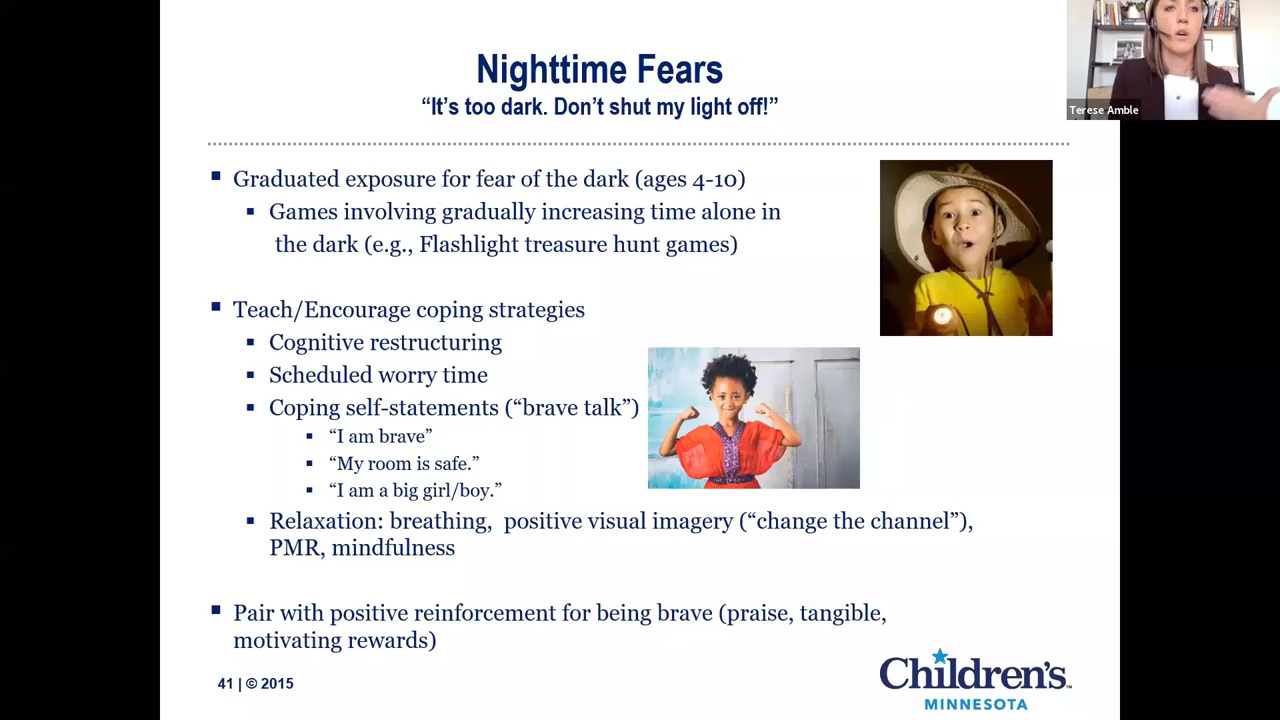 Nighttime Fears
“It’s too dark. Don’t shut my light off!”
Terese Amble
▪ Graduated exposure for fear of the dark (ages 4-10)
▪ Games involving gradually increasing time alone in
the dark (e.g., Flashlight treasure hunt games)
▪ Teach/Encourage coping strategies
▪ Cognitive restructuring
▪ Scheduled worry time
▪ Coping self-statements (“brave talk”)
▪ “I am brave”
▪ “My room is safe.”
▪ “I am a big girl/boy.”
▪ Relaxation: breathing, positive visual imagery (“change the channel”),
PMR, mindfulness
▪ Pair with positive reinforcement for being brave (praise, tangible,
motivating rewards)
41 | © 2015
Children’s™
MINNESOTA